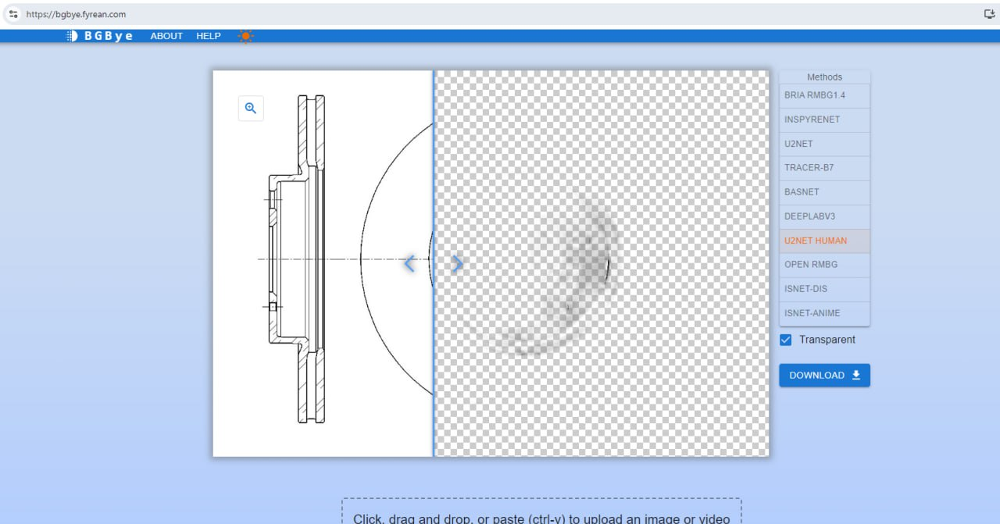 https://bgbye.fyrean.com
BGBye ABOUT HELP
Methods
BRIA RMBG1.4
INSPYRENET
U2NET
TRACER-B7
BASNET
DEEPLABV3
U2NET HUMAN
OPEN RMBG
ISNET-DIS
ISNET-ANIME
Transparent
DOWNLOAD
Click, drag and drop, or paste (ctrl-v) to upload an image or video